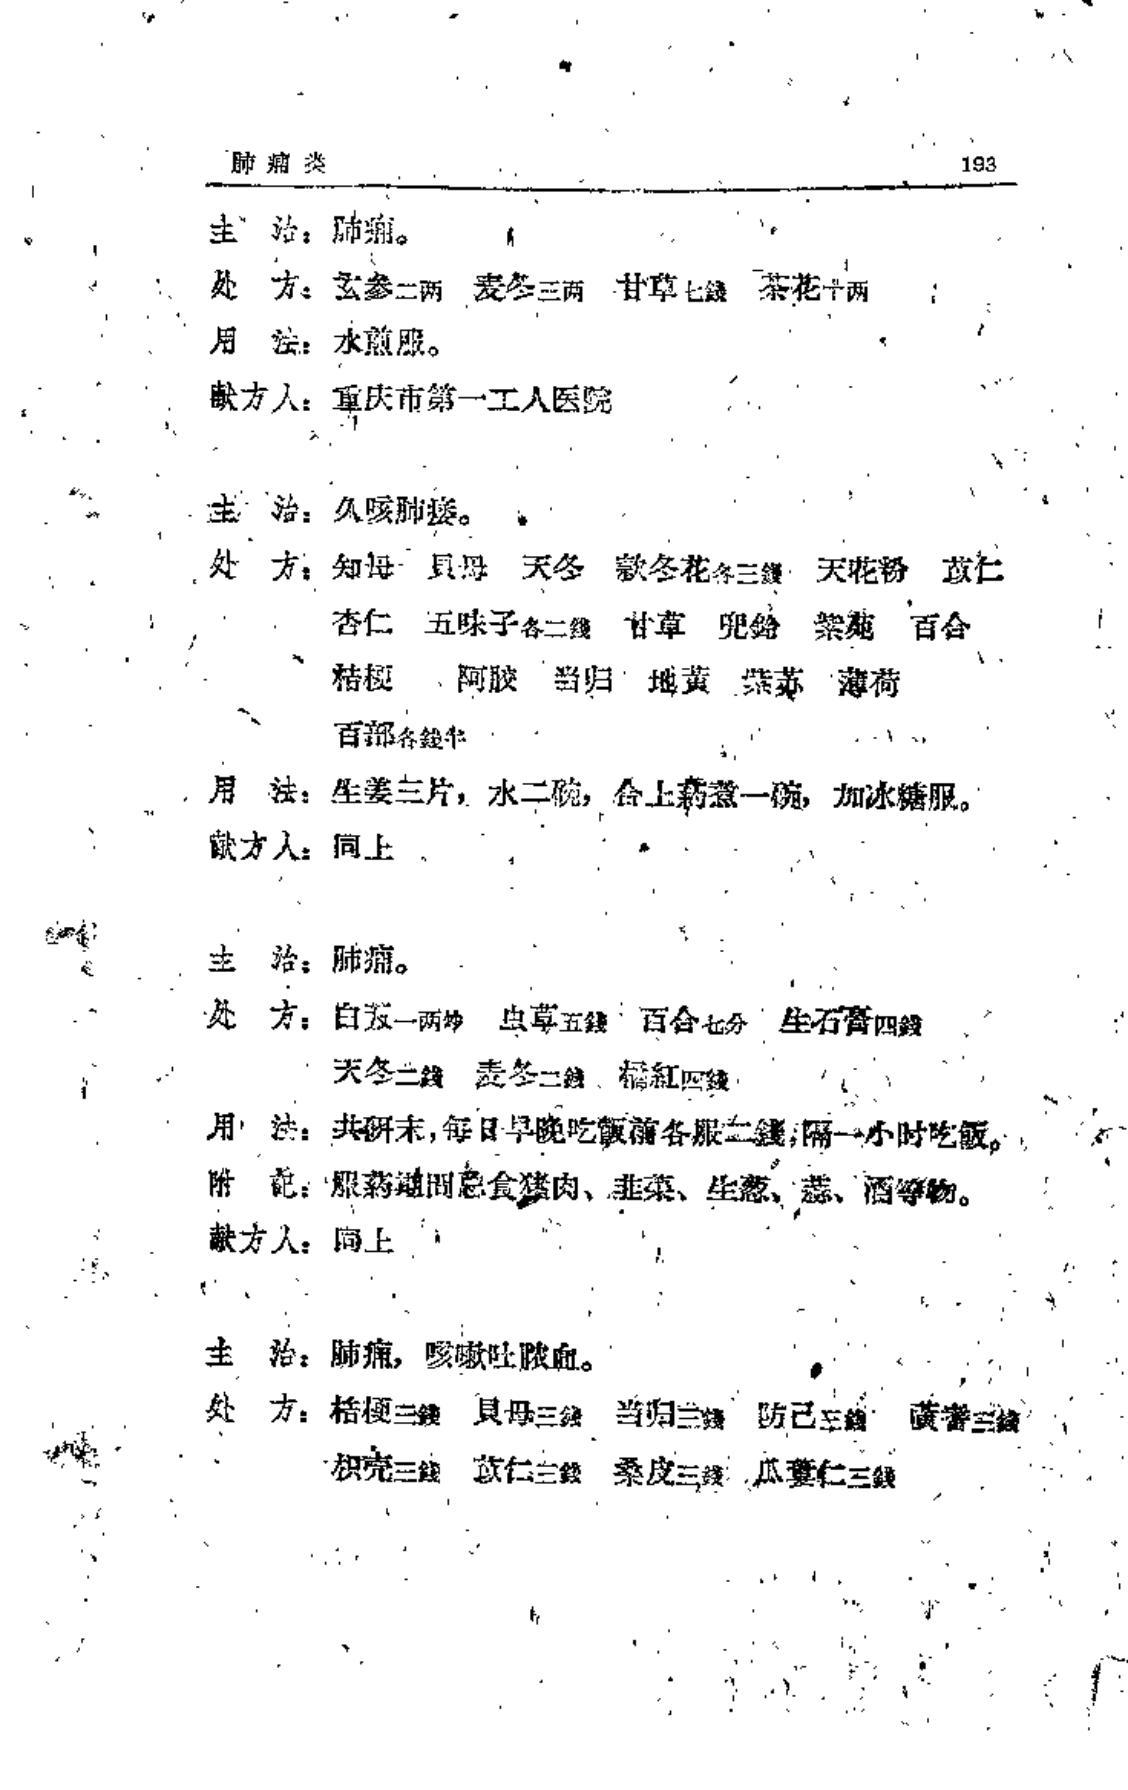 肺痈类 193
主　治：肺痈。
处　方：玄参二两　麦冬三两　甘草七錢　茶花十两
用　法：水煎服。
献方人：重庆市第一工人医院
主　治：久咳肺痿。
处　方：知母　貝母　天冬　款冬花各三錢　天花粉　苡仁
杏仁　五味子各二錢　甘草　兜鈴　紫菀　百合
桔梗　阿胶　当归　地黄　紫苏　薄荷
百部各錢半
用　法：生姜三片，水二碗，合上葯煮一碗，加冰糖服。
献方人：同上
主　治：肺痈。
处　方：白芨一两炒　虫草五錢　百合七分　生石膏四錢
天冬二錢　麦冬二錢　橘紅四錢
用　法：共研末，每日早晚吃飯前各服二錢，隔一小时吃飯。
附　記：服葯期間忌食猪肉、韭菜、生葱、蒜、酒等物。
献方人：同上
主　治：肺痈，咳嗽吐脓血。
处　方：桔梗三錢　貝母三錢　当归三錢　防己三錢　黃耆三錢
枳壳三錢　苡仁三錢　桑皮三錢　瓜蔞仁三錢